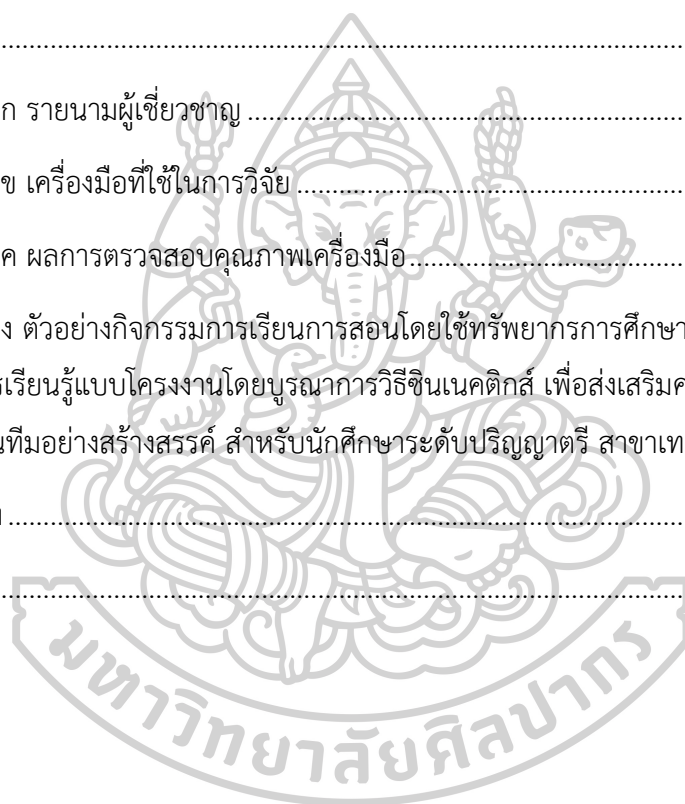 ................................................................................................
ก รายนามผู้เชี่ยวชาญ ................................................................
ข เครื่องมือที่ใช้ในการวิจัย ........................................................
ค ผลการตรวจสอบคุณภาพเครื่องมือ ........................................
ง ตัวอย่างกิจกรรมการเรียนการสอนโดยใช้ทรัพยากรการศึกษา
เรียนรู้แบบโครงงานโดยบูรณาการวิธีซินเนคติกส์ เพื่อส่งเสริมค
ทีมอย่างสร้างสรรค์ สำหรับนักศึกษาระดับปริญญาตรี สาขาเท
................................................................................................
................................................................................................
มหาวิทยาลัยศิลปากร